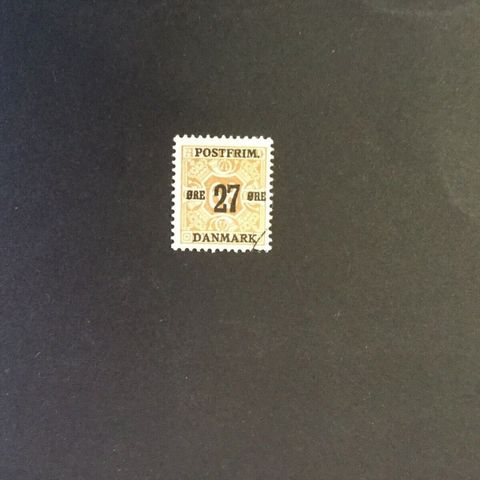 POSTFRIM.
ØRE 27 ØRE
DANMARK